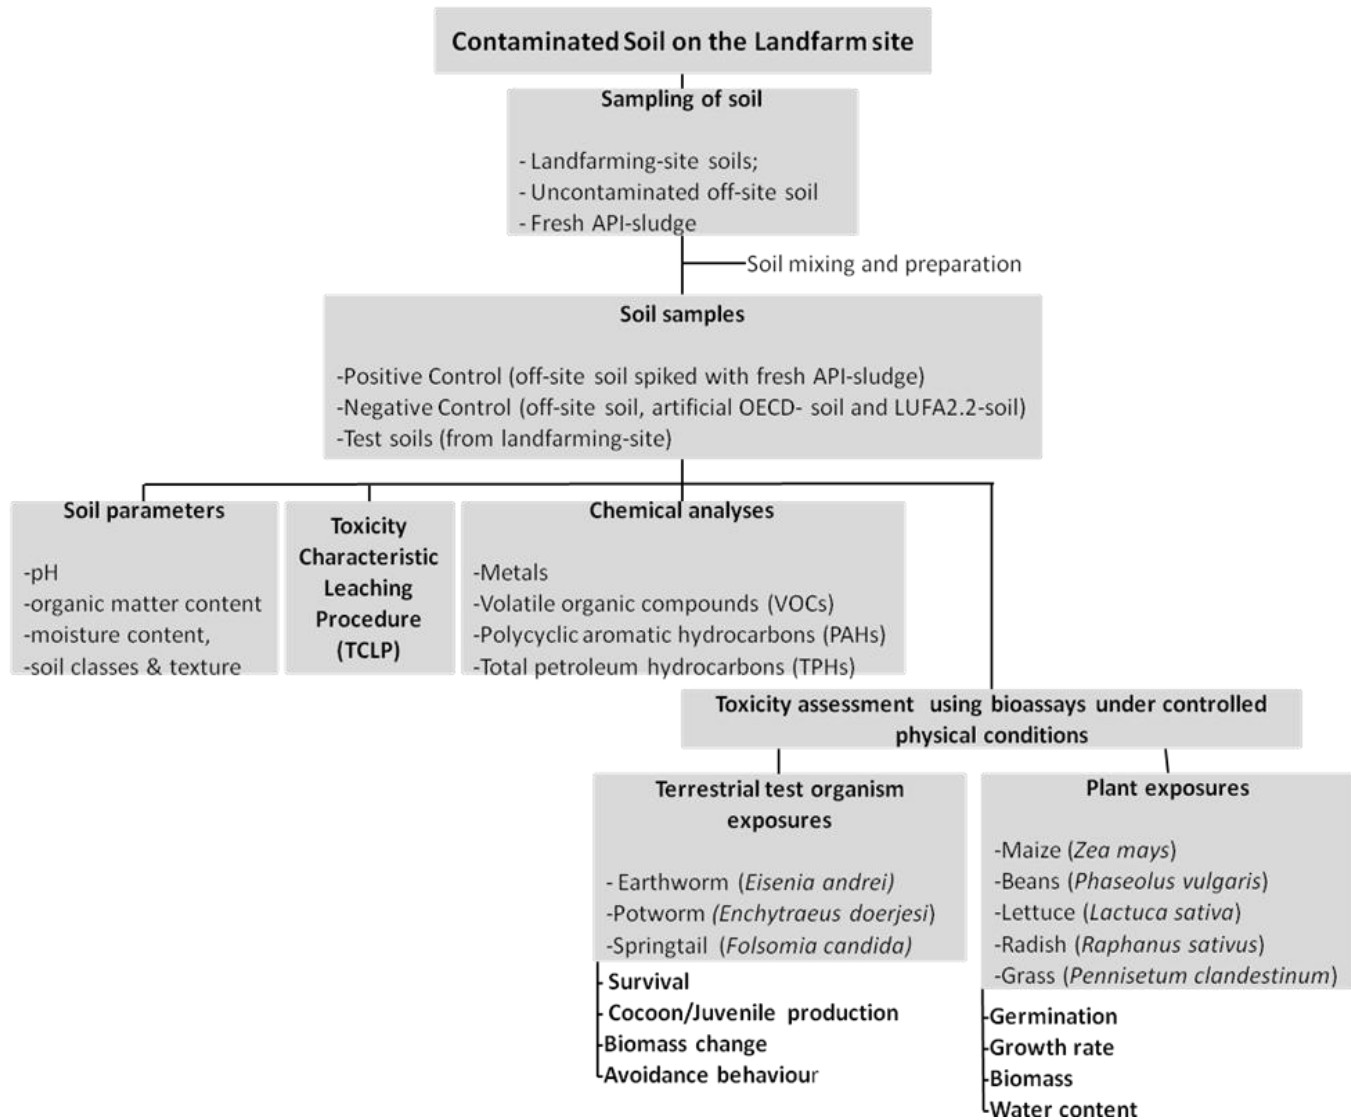 Contaminated Soil on the Landfarm site
Sampling of soil
- Landfarming-site soils;
- Uncontaminated off-site soil
- Fresh API-sludge
Soil mixing and preparation
Soil samples
-Positive Control (off-site soil spiked with fresh API-sludge)
-Negative Control (off-site soil, artificial OECD- soil and LUFA2.2-soil)
-Test soils (from landfarming-site)
Soil parameters
-pH
-organic matter content
-moisture content,
-soil classes & texture
Toxicity
Characteristic
Leaching
Procedure
(TCLP)
Chemical analyses
-Metals
-Volatile organic compounds (VOCs)
-Polycyclic aromatic hydrocarbons (PAHs)
-Total petroleum hydrocarbons (TPHs)
Toxicity assessment using bioassays under controlled
physical conditions
Terrestrial test organism
exposures
- Earthworm (Eisenia andrei)
-Potworm (Enchytraeus doerjesi)
-Springtail (Folsomia candida)
- Survival
- Cocoon/Juvenile production
-Biomass change
-Avoidance behaviour
Plant exposures
-Maize (Zea mays)
-Beans (Phaseolus vulgaris)
-Lettuce (Lactuca sativa)
-Radish (Raphanus sativus)
-Grass (Pennisetum clandestinum)
-Germination
-Growth rate
-Biomass
-Water content